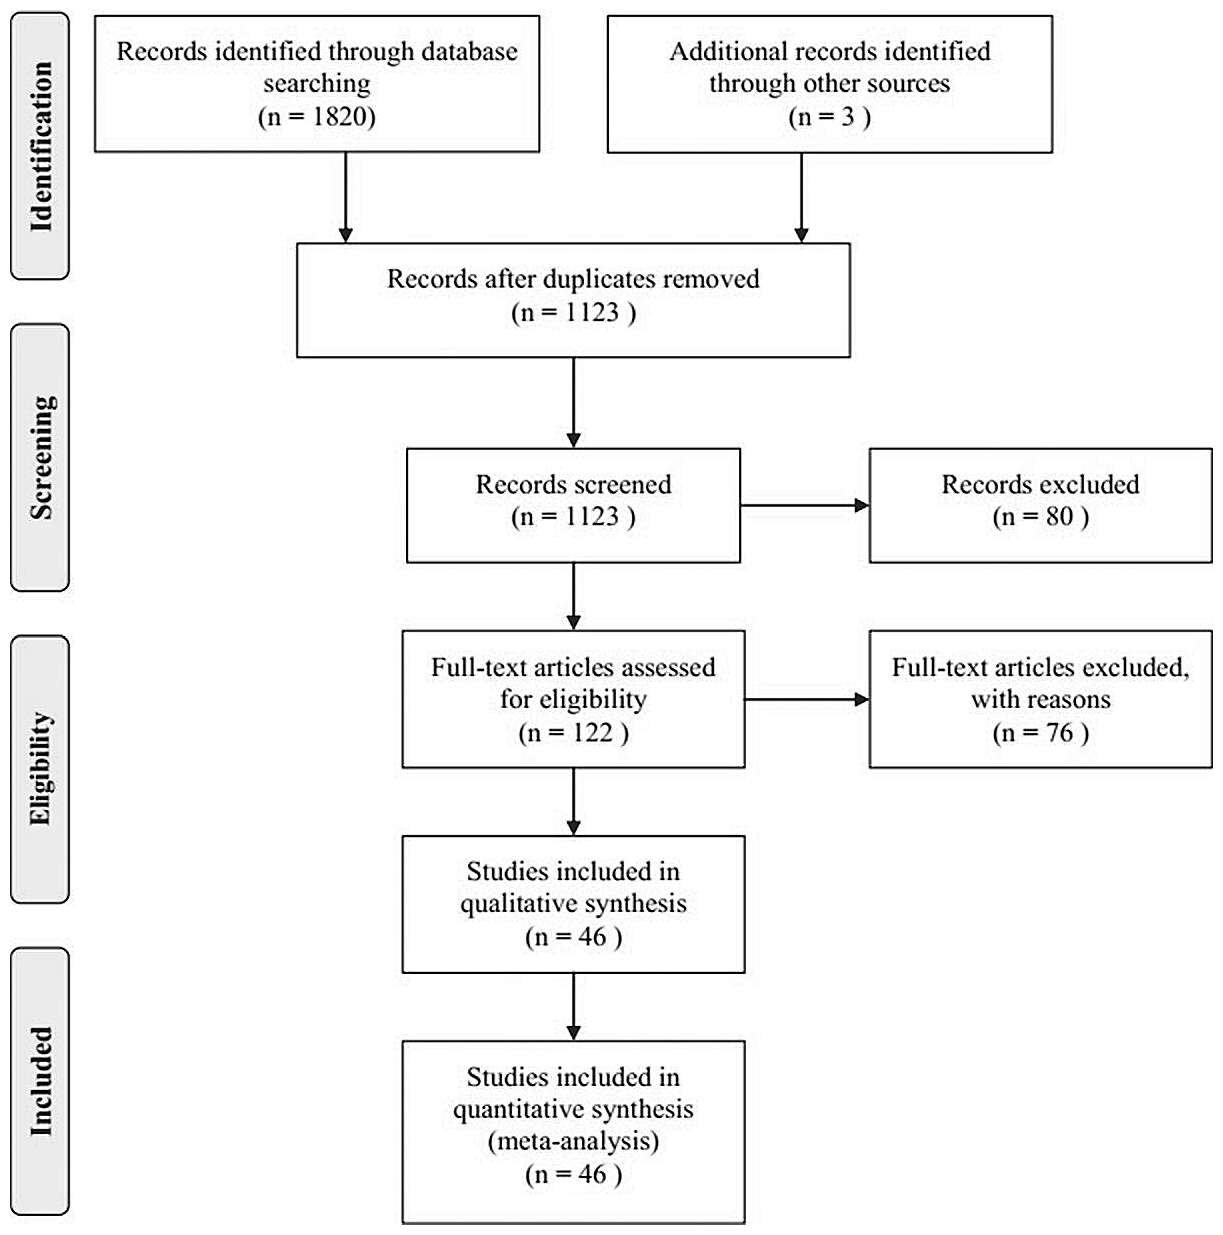 Identification
Records identified through database
searching
(n = 1820)
Additional records identified
through other sources
(n = 3 )
Records after duplicates removed
(n = 1123 )
Screening
Records screened
(n = 1123 )
Records excluded
(n = 80 )
Eligibility
Full-text articles assessed
for eligibility
(n = 122 )
Full-text articles excluded,
with reasons
(n = 76 )
Studies included in
qualitative synthesis
(n = 46 )
Included
Studies included in
quantitative synthesis
(meta-analysis)
(n = 46 )